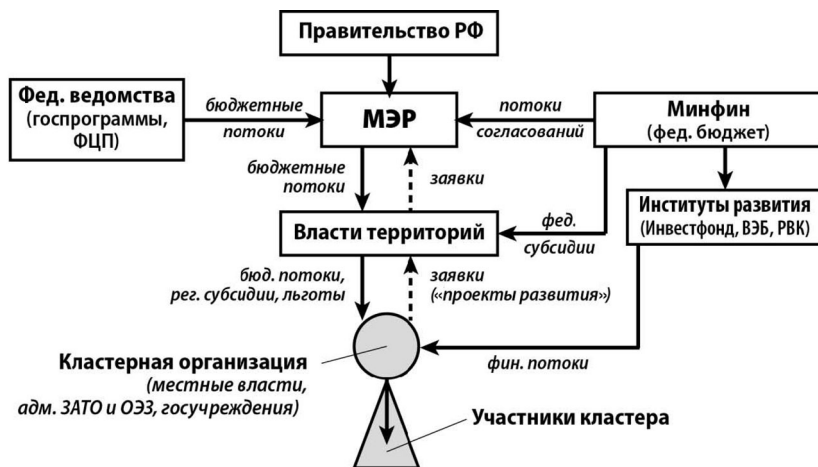 Правительство РФ
Фед. ведомства
(госпрограммы,
ФЦП)
бюджетные
потоки
МЭР
потоки
согласований
Минфин
(фед. бюджет)
бюджетные
потоки
заявки
Институты развития
(Инвестфонд, ВЭБ, РВК)
Власти территорий
фед.
субсидии
бюд. потоки,
рег. субсидии, льготы
заявки
(«проекты развития»)
Кластерная организация
(местные власти,
адм. ЗАТО и ОЭЗ, госучреждения)
фин. потоки
Участники кластера